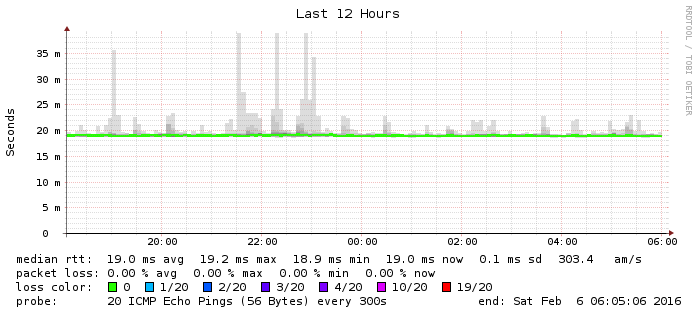 Last 12 Hours
RRDTOOL / TOBI OETIKER
Seconds
35 m
30 m
25 m
20 m
15 m
10 m
5 m
0
20:00 22:00 00:00 02:00 04:00 06:00
median rtt: 19.0 ms avg 19.2 ms max 18.9 ms min 19.0 ms now 0.1 ms sd 303.4 am/s
packet loss: 0.00 % avg 0.00 % max 0.00 % min 0.00 % now
loss color: 0 1/20 2/20 3/20 4/20 10/20 19/20
probe: 20 ICMP Echo Pings (56 Bytes) every 300s end: Sat Feb 6 06:05:06 2016